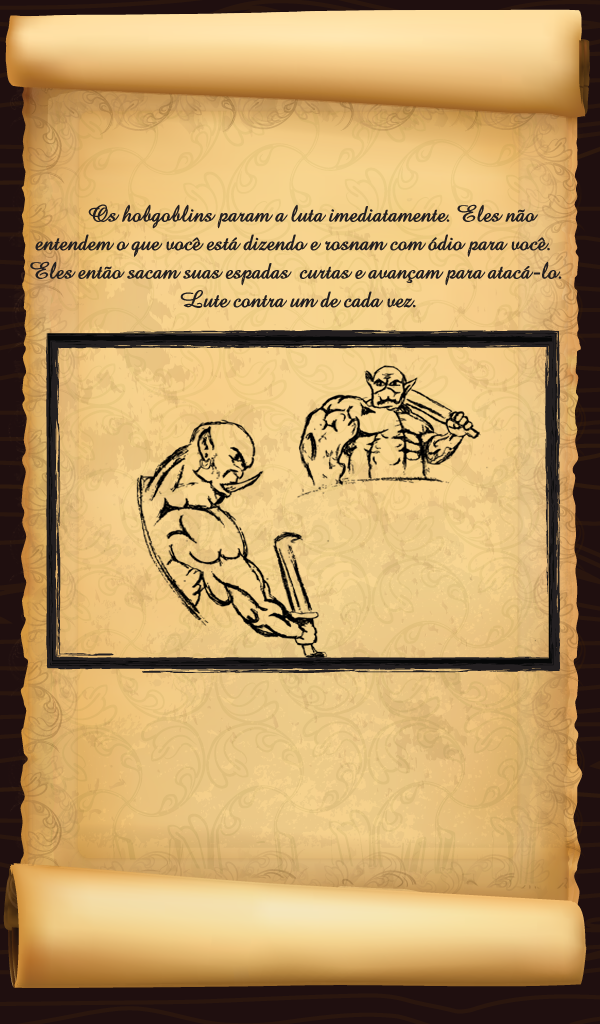 Os hobgoblins param a luta imediatamente. Eles não
entendem o que você está dizendo e rosnam com ódio para você.
Eles então sacam suas espadas curtas e avançam para atacá-lo.
Lute contra um de cada vez.